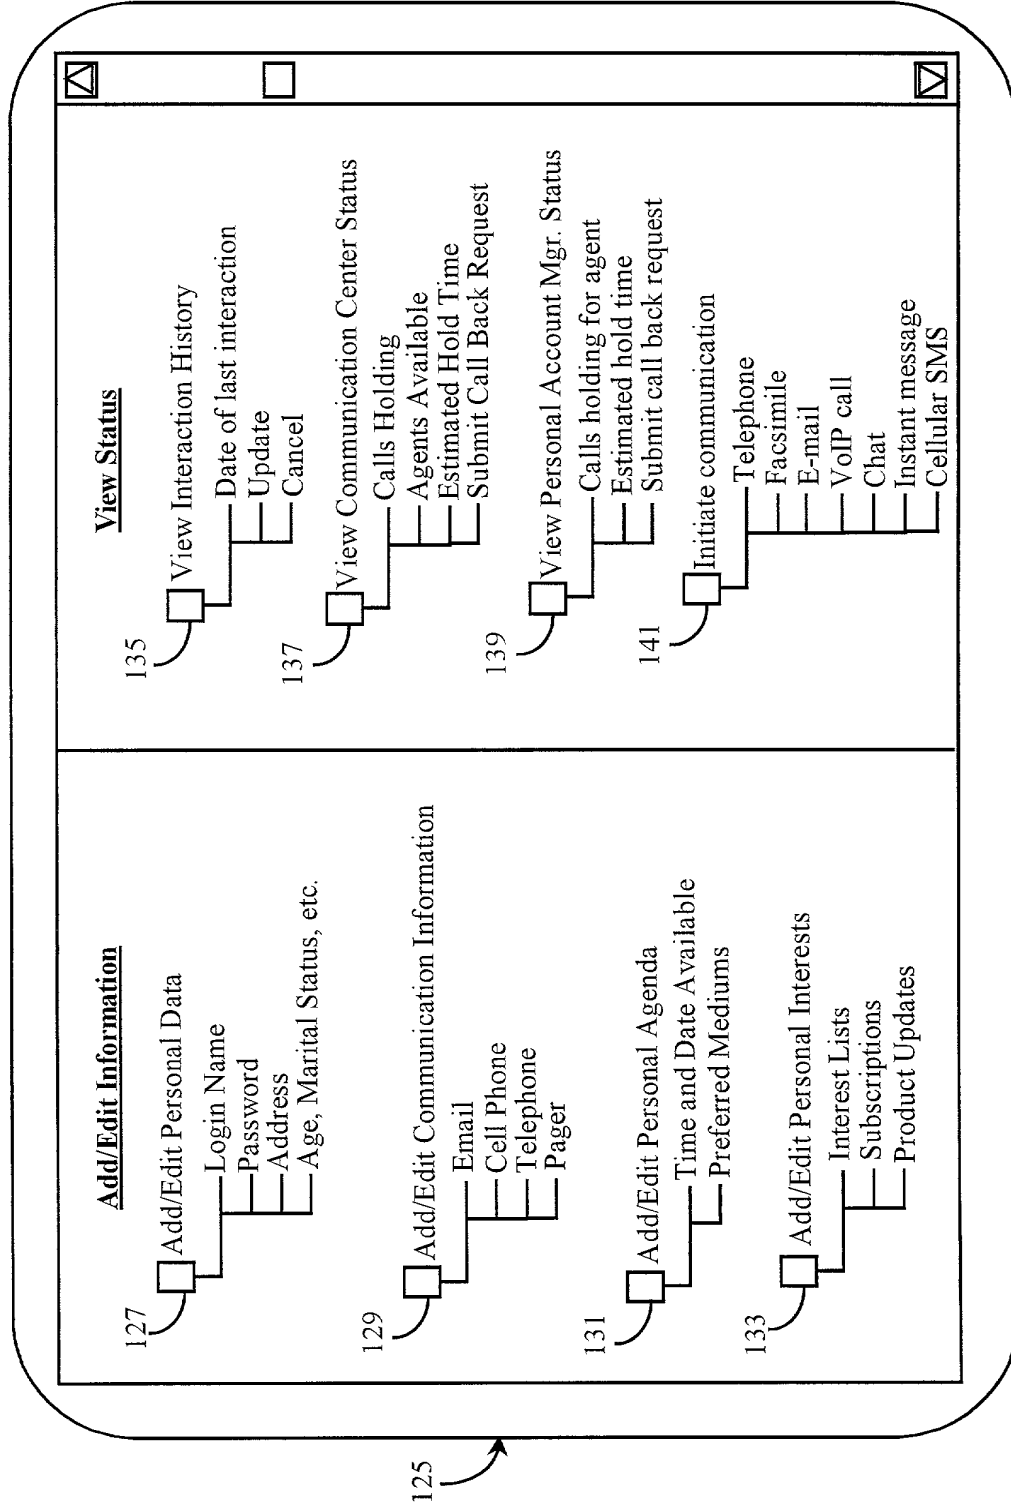 125
Add/Edit Information
127
Add/Edit Personal Data
Login Name
Password
Address
Age, Marital Status, etc.
129
Add/Edit Communication Information
Email
Cell Phone
Telephone
Pager
131
Add/Edit Personal Agenda
Time and Date Available
Preferred Mediums
133
Add/Edit Personal Interests
Interest Lists
Subscriptions
Product Updates
View Status
135
View Interaction History
Date of last interaction
Update
Cancel
137
View Communication Center Status
Calls Holding
Agents Available
Estimated Hold Time
Submit Call Back Request
139
View Personal Account Mgr. Status
Calls holding for agent
Estimated hold time
Submit call back request
141
Initiate communication
Telephone
Facsimile
E-mail
VoIP call
Chat
Instant message
Cellular SMS